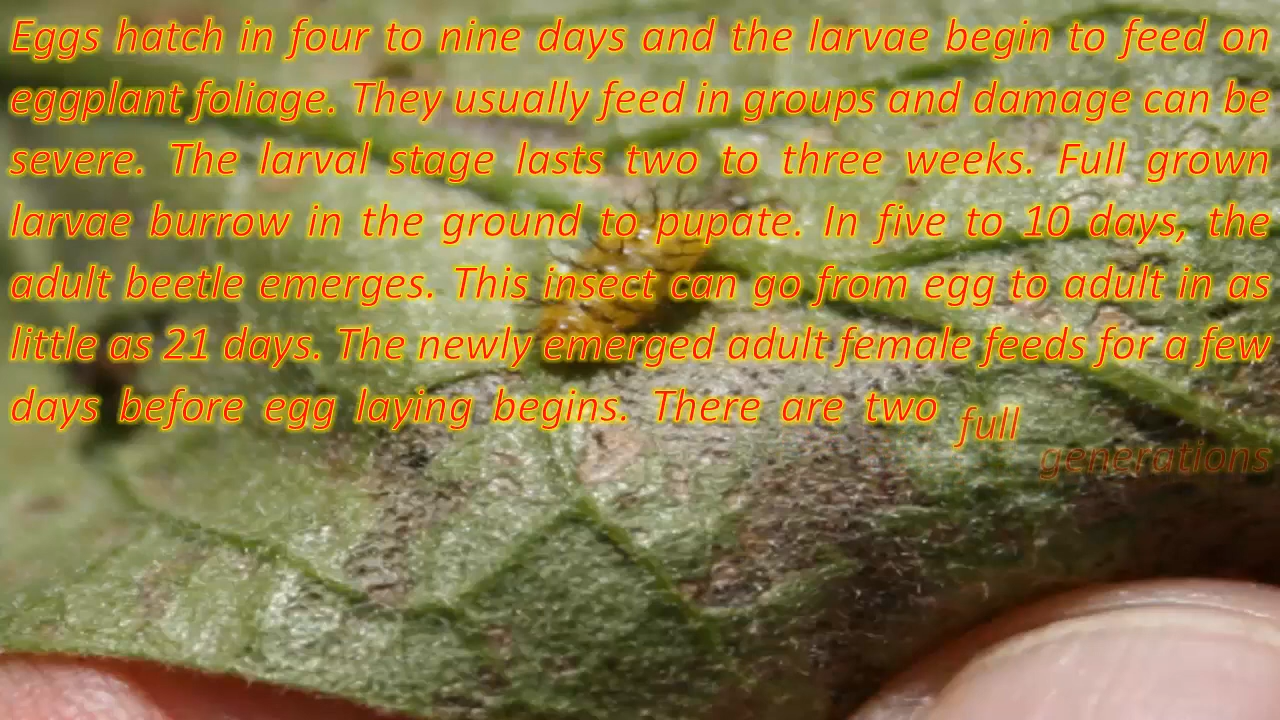 Eggs hatch in four to nine days and the larvae begin to feed on
eggplant foliage. They usually feed in groups and damage can be
severe. The larval stage lasts two to three weeks. Full grown
larvae burrow in the ground to pupate. In five to 10 days, the
adult beetle emerges. This insect can go from egg to adult in as
little as 21 days. The newly emerged adult female feeds for a few
days before egg laying begins. There are two full
generations